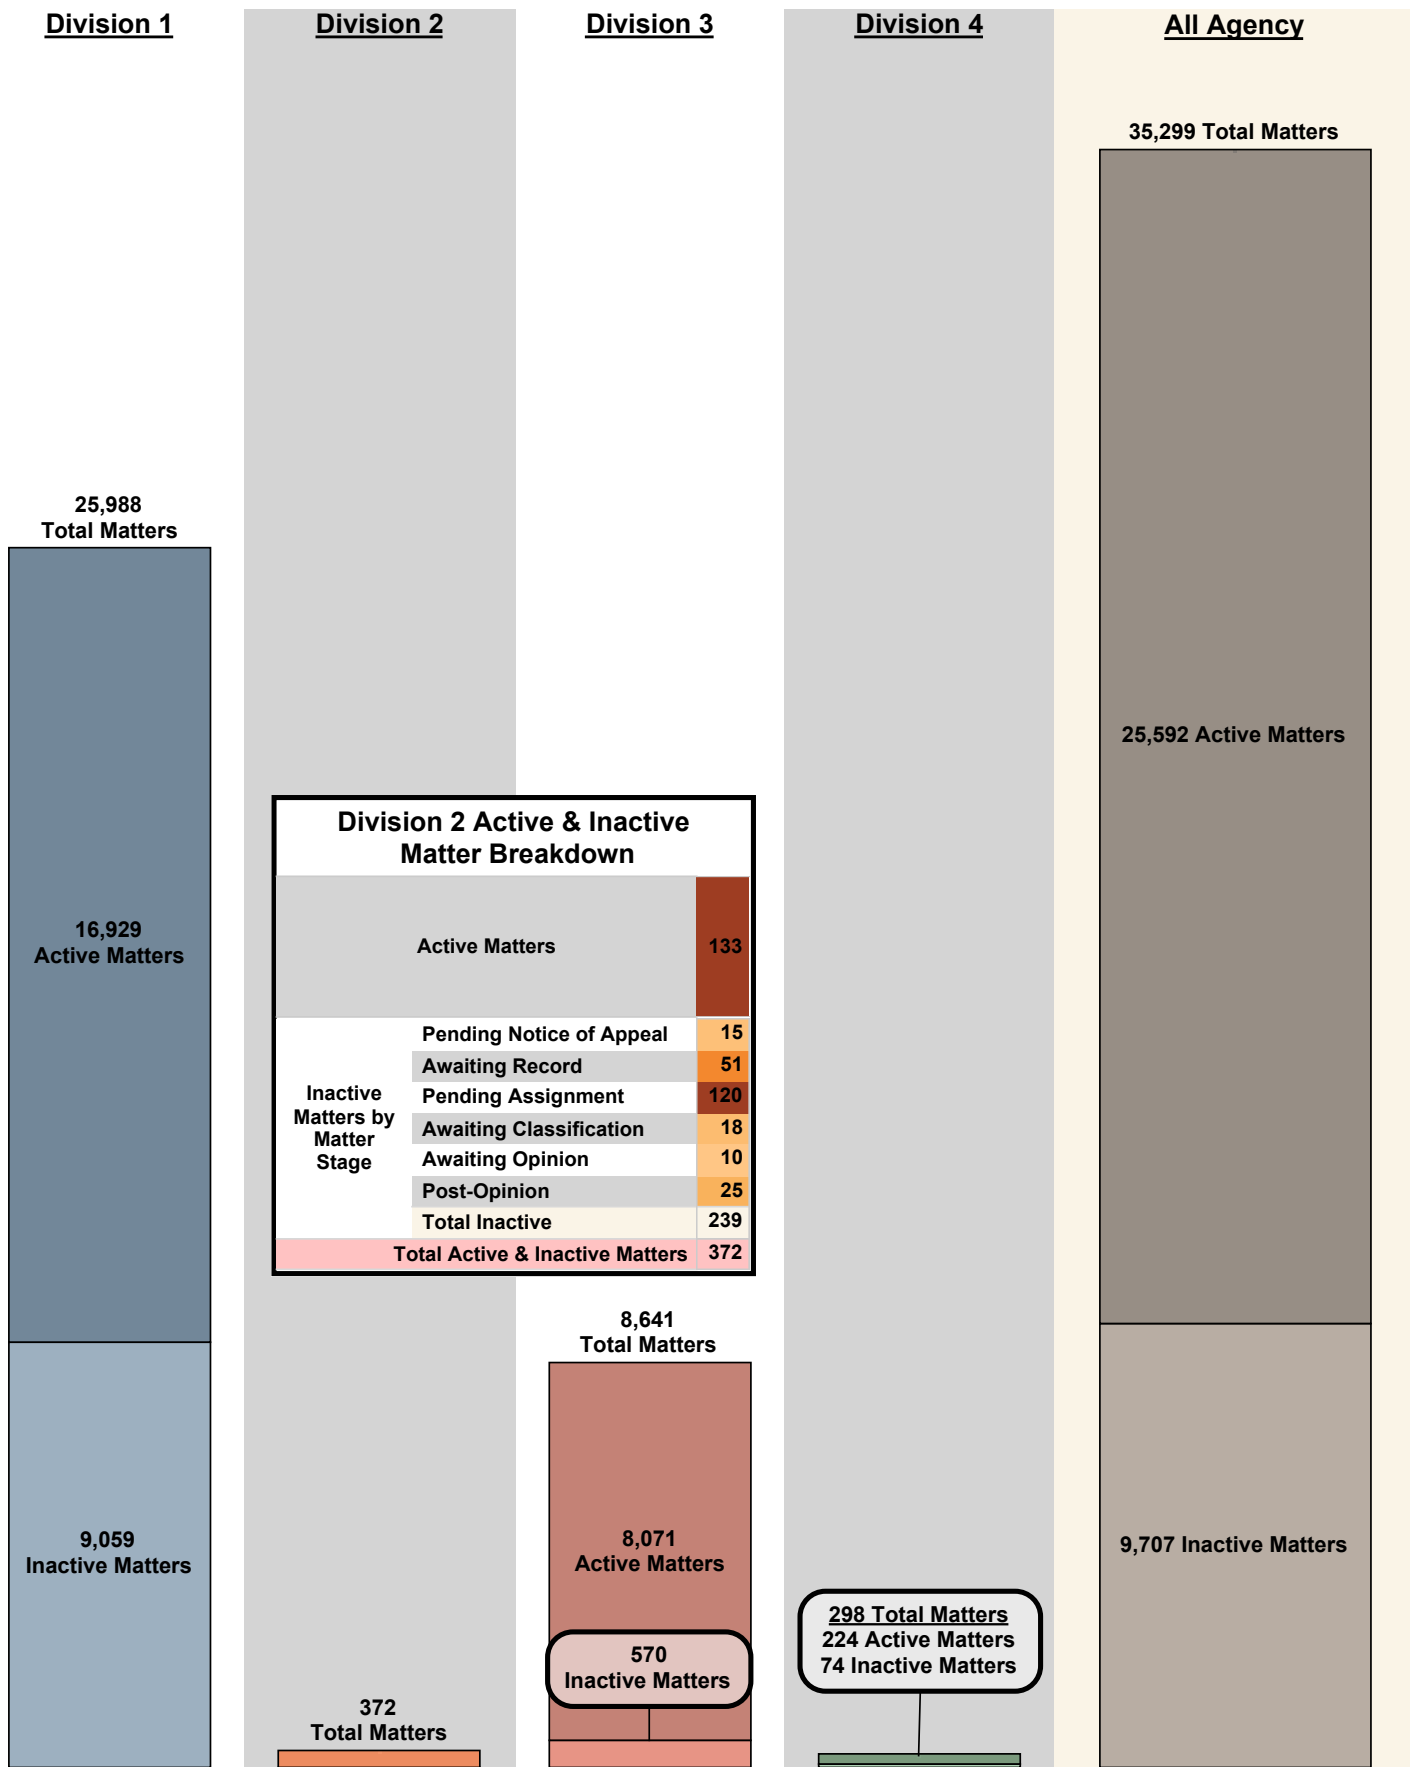 Division 1
Division 2
Division 3
Division 4
All Agency
35,299 Total Matters
25,592 Active Matters
9,707 Inactive Matters
25,988
Total Matters
16,929
Active Matters
9,059
Inactive Matters
Division 2 Active & Inactive
Matter Breakdown
Active Matters 133
Inactive
Matters by
Matter
Stage
Pending Notice of Appeal 15
Awaiting Record 51
Pending Assignment 120
Awaiting Classification 18
Awaiting Opinion 10
Post-Opinion 25
Total Inactive 239
Total Active & Inactive Matters 372
372
Total Matters
8,641
Total Matters
8,071
Active Matters
570
Inactive Matters
298 Total Matters
224 Active Matters
74 Inactive Matters